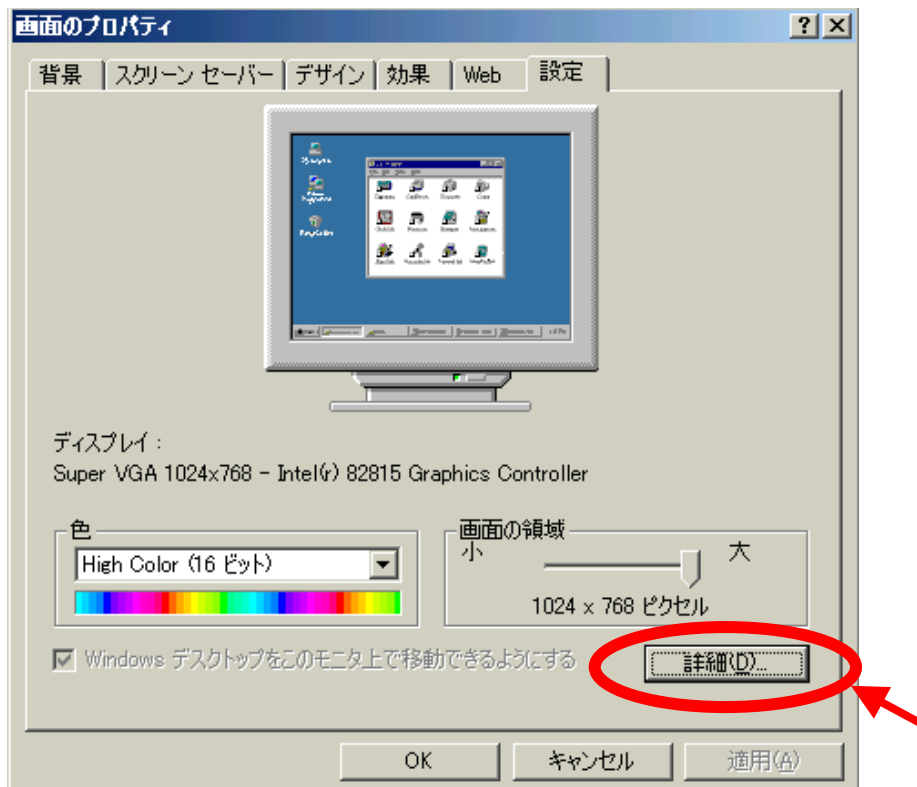 画面のプロパティ
背景 スクリーン セーバー デザイン 効果 Web 設定
ディスプレイ :
Super VGA 1024x768 - Intel(r) 82815 Graphics Controller
色
High Color (16 ビット)
画面の領域
小 大
1024 x 768 ピクセル
Windows デスクトップをこのモニタ上で移動できるようにする
詳細(D)...
OK キャンセル 適用(A)